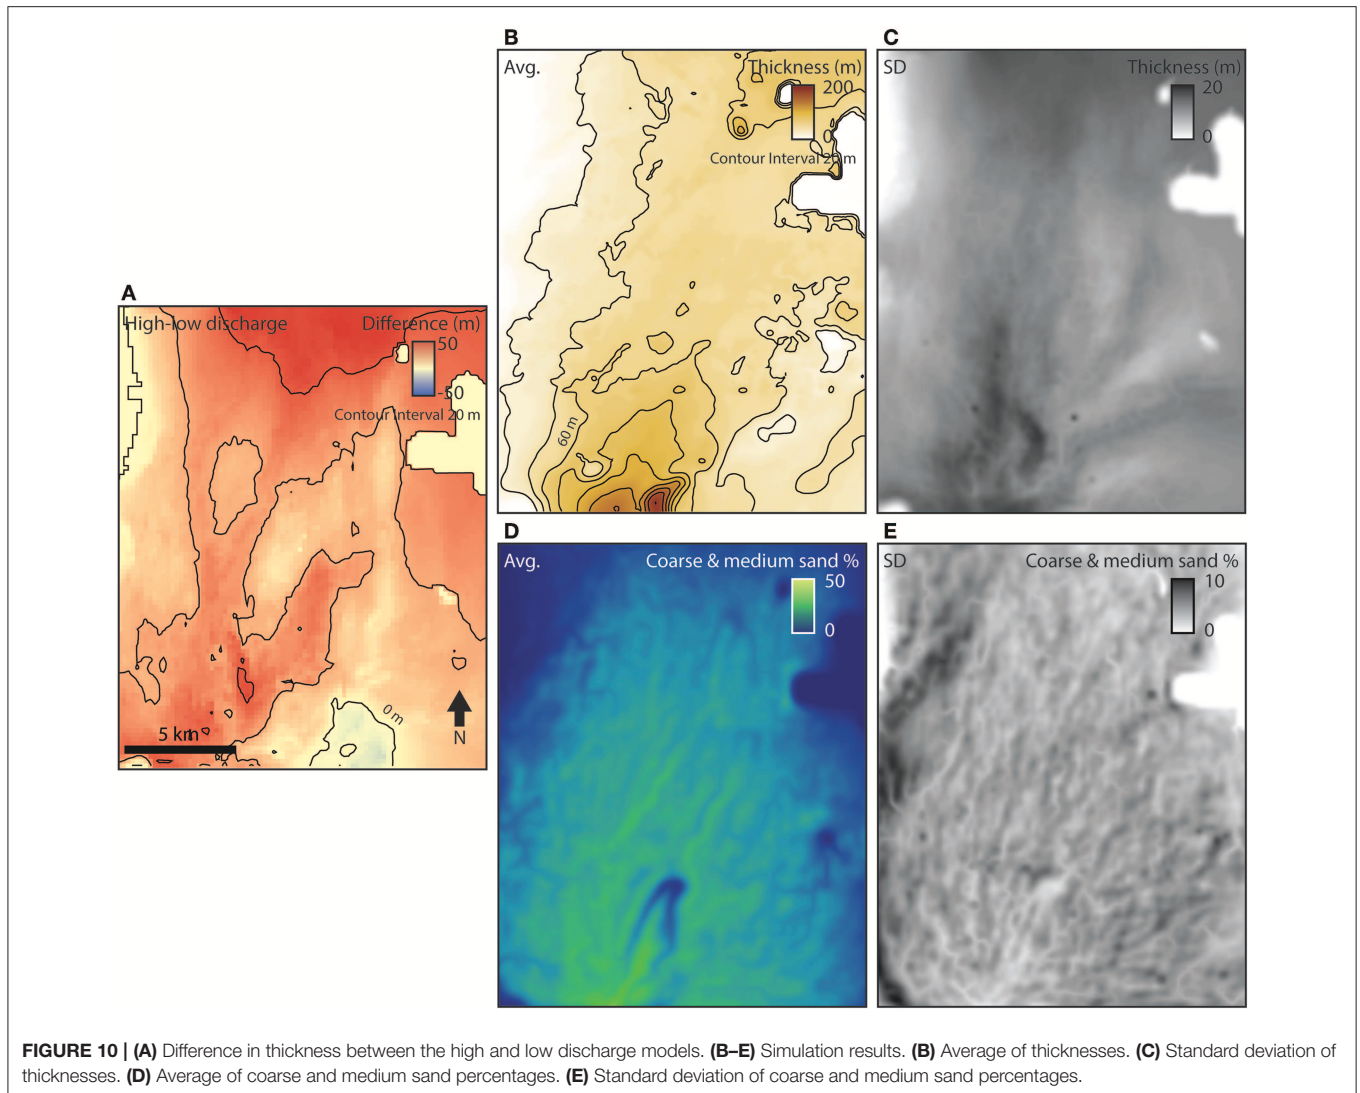 A
High-low discharge
Difference (m)
50
-50
Contour Interval 20 m
0 m
5 km
N
B
Avg.
Thickness (m)
200
0
Contour Interval 20 m
60 m
C
SD
Thickness (m)
20
0
D
Avg.
Coarse & medium sand %
50
0
E
SD
Coarse & medium sand %
10
0
FIGURE 10 | (A) Difference in thickness between the high and low discharge models. (B–E) Simulation results. (B) Average of thicknesses. (C) Standard deviation of
thicknesses. (D) Average of coarse and medium sand percentages. (E) Standard deviation of coarse and medium sand percentages.